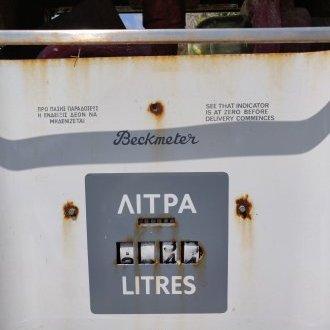 ΠΡΟ ΠΑΣΗΣ ΠΑΡΑΔΟΣΕΩΣ
Η ΕΝΔΕΙΞΙΣ ΔΕΟΝ ΝΑ
ΜΗΔΕΝΙΖΕΤΑΙ
SEE THAT INDICATOR
IS AT ZERO BEFORE
DELIVERY COMMENCES
Beckmeter
ΛΙΤΡΑ
LITRES